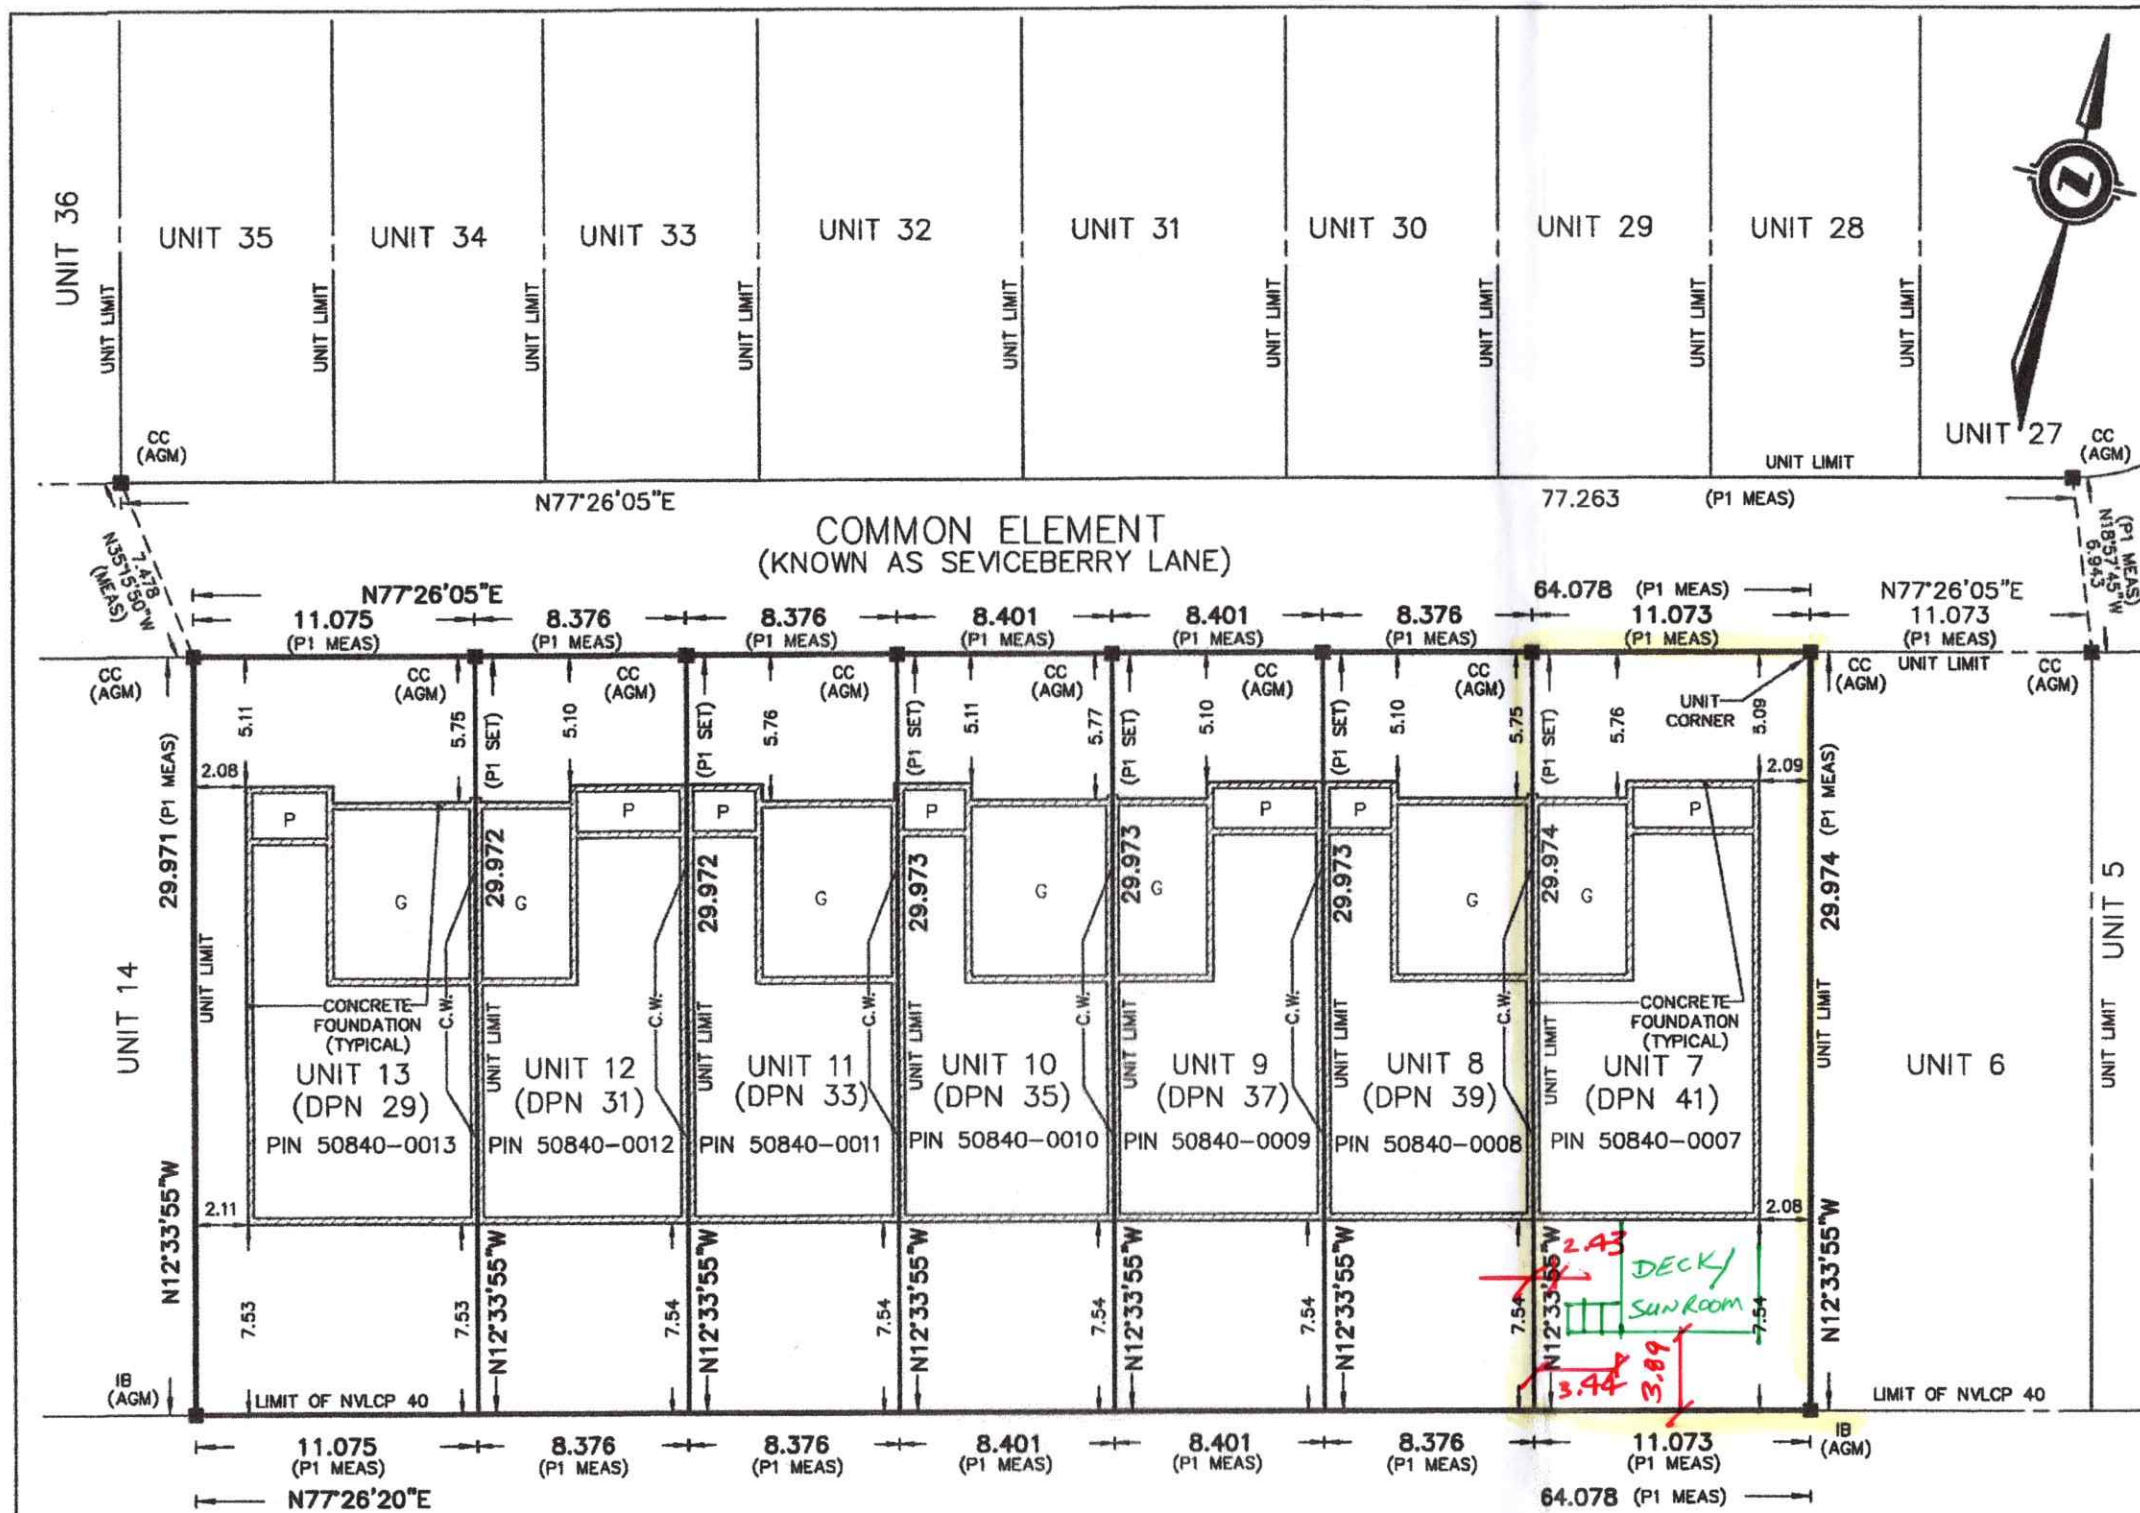 UNIT 36
UNIT 35
UNIT 34
UNIT 33
UNIT 32
UNIT 31
UNIT 30
UNIT 29
UNIT 28
UNIT 27
Z
UNIT LIMIT
UNIT LIMIT
UNIT LIMIT
UNIT LIMIT
UNIT LIMIT
UNIT LIMIT
UNIT LIMIT
UNIT LIMIT
UNIT LIMIT
UNIT LIMIT
CC
(AGM)
CC
(AGM)
N77°26'05"E
77.263 (P1 MEAS)
COMMON ELEMENT
(KNOWN AS SEVICEBERRY LANE)
7.478
N35°15'50"W
(MEAS)
(P1 MEAS)
N18°57'45"W
6.943
N77°26'05"E
64.078 (P1 MEAS)
N77°26'05"E
11.075
(P1 MEAS)
8.376
(P1 MEAS)
8.376
(P1 MEAS)
8.401
(P1 MEAS)
8.401
(P1 MEAS)
8.376
(P1 MEAS)
11.073
(P1 MEAS)
11.073
(P1 MEAS)
CC
(AGM)
CC
(AGM)
CC
(AGM)
CC
(AGM)
CC
(AGM)
CC
(AGM)
CC
(AGM)
CC
(AGM)
UNIT LIMIT
CC
(AGM)
UNIT
CORNER
5.11
5.75
(P1 SET)
5.10
(P1 SET)
5.76
(P1 SET)
5.11
5.77
(P1 SET)
5.10
(P1 SET)
5.10
5.75
(P1 SET)
5.76
5.09
2.08
2.09
29.971 (P1 MEAS)
29.972
29.972
29.973
29.973
29.973
29.974
29.974 (P1 MEAS)
P
P
P
P
P
P
P
G
G
G
G
G
G
G
C.W.
C.W.
C.W.
C.W.
C.W.
C.W.
UNIT LIMIT
UNIT LIMIT
UNIT LIMIT
UNIT LIMIT
UNIT LIMIT
UNIT LIMIT
UNIT LIMIT
UNIT LIMIT
UNIT LIMIT
CONCRETE
FOUNDATION
(TYPICAL)
CONCRETE
FOUNDATION
(TYPICAL)
UNIT 14
UNIT 13
(DPN 29)
PIN 50840-0013
UNIT 12
(DPN 31)
PIN 50840-0012
UNIT 11
(DPN 33)
PIN 50840-0011
UNIT 10
(DPN 35)
PIN 50840-0010
UNIT 9
(DPN 37)
PIN 50840-0009
UNIT 8
(DPN 39)
PIN 50840-0008
UNIT 7
(DPN 41)
PIN 50840-0007
UNIT 6
UNIT 5
2.11
2.08
N12°33'55"W
N12°33'55"W
N12°33'55"W
N12°33'55"W
N12°33'55"W
N12°33'55"W
N12°33'55"W
N12°33'55"W
7.53
7.53
7.54
7.54
7.54
7.54
7.54
7.54
2.43
DECK/
SUNROOM
3.44
3.89
IB
(AGM)
LIMIT OF NVLCP 40
LIMIT OF NVLCP 40
IB
(AGM)
11.075
(P1 MEAS)
8.376
(P1 MEAS)
8.376
(P1 MEAS)
8.401
(P1 MEAS)
8.401
(P1 MEAS)
8.376
(P1 MEAS)
11.073
(P1 MEAS)
N77°26'20"E
64.078 (P1 MEAS)